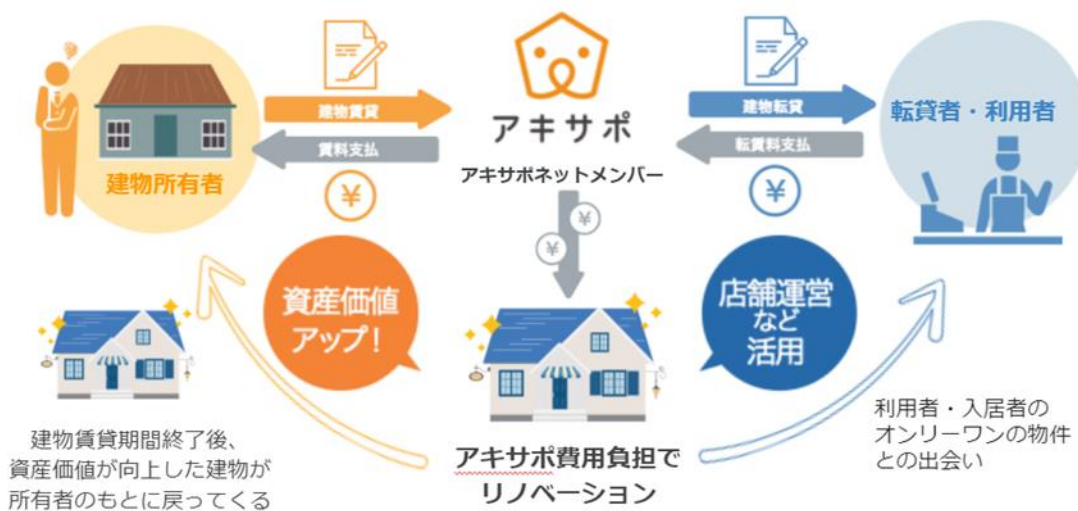 建物所有者
建物賃貸
賃料支払
¥
アキサポ
アキサポネットメンバー
¥
¥
建物転貸
転賃料支払
¥
転貸者・利用者
資産価値
アップ!
店舗運営
など
活用
アキサポ費用負担で
リノベーション
建物賃貸期間終了後、
資産価値が向上した建物が
所有者のもとに戻ってくる
利用者・入居者の
オンリーワンの物件
との出会い